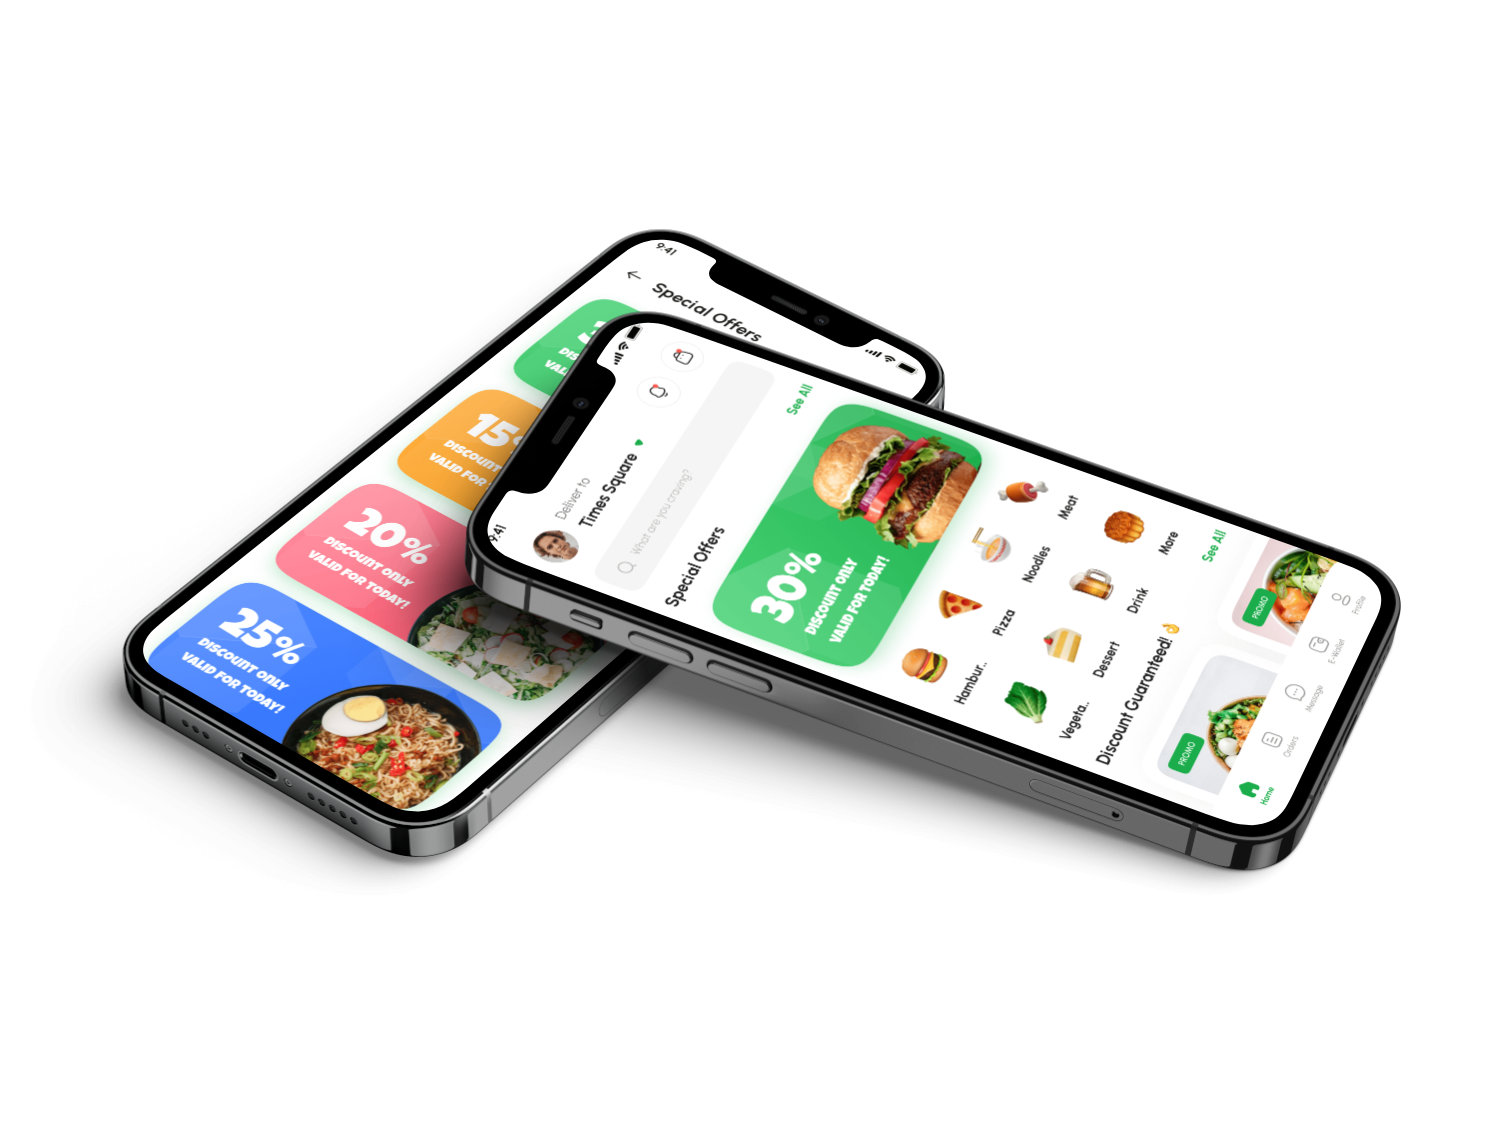 9:41
Special Offers
DIS
VAL
15
DISCOUNT
VALID FOR
20%
DISCOUNT ONLY
VALID FOR TODAY!
25%
DISCOUNT ONLY
VALID FOR TODAY!
9:41
Deliver to
Times Square
What are you craving?
Special Offers
See All
30%
DISCOUNT ONLY
VALID FOR TODAY!
Hambur..
Pizza
Noodles
Meat
Vegeta..
Dessert
Drink
More
Discount Guaranteed! 👌
See All
PROMO
PROMO
Home
Orders
Message
E-Wallet
Profile